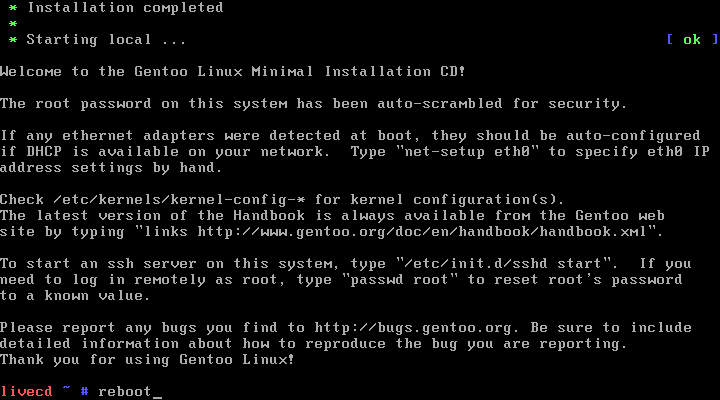 * Installation completed
*
* Starting local ... [ ok ]
Welcome to the Gentoo Linux Minimal Installation CD!
The root password on this system has been auto-scrambled for security.
If any ethernet adapters were detected at boot, they should be auto-configured
if DHCP is available on your network.  Type "net-setup eth0" to specify eth0 IP
address settings by hand.
Check /etc/kernels/kernel-config-* for kernel configuration(s).
The latest version of the Handbook is always available from the Gentoo web
site by typing "links http://www.gentoo.org/doc/en/handbook/handbook.xml".
To start an ssh server on this system, type "/etc/init.d/sshd start".  If you
need to log in remotely as root, type "passwd root" to reset root's password
to a known value.
Please report any bugs you find to http://bugs.gentoo.org. Be sure to include
detailed information about how to reproduce the bug you are reporting.
Thank you for using Gentoo Linux!
livecd ~ # reboot_